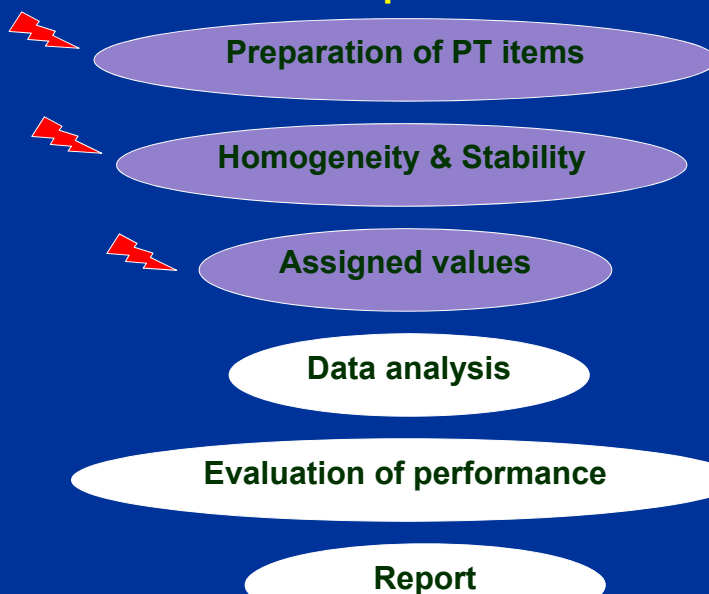 Preparation of PT items
Homogeneity & Stability
Assigned values
Data analysis
Evaluation of performance
Report